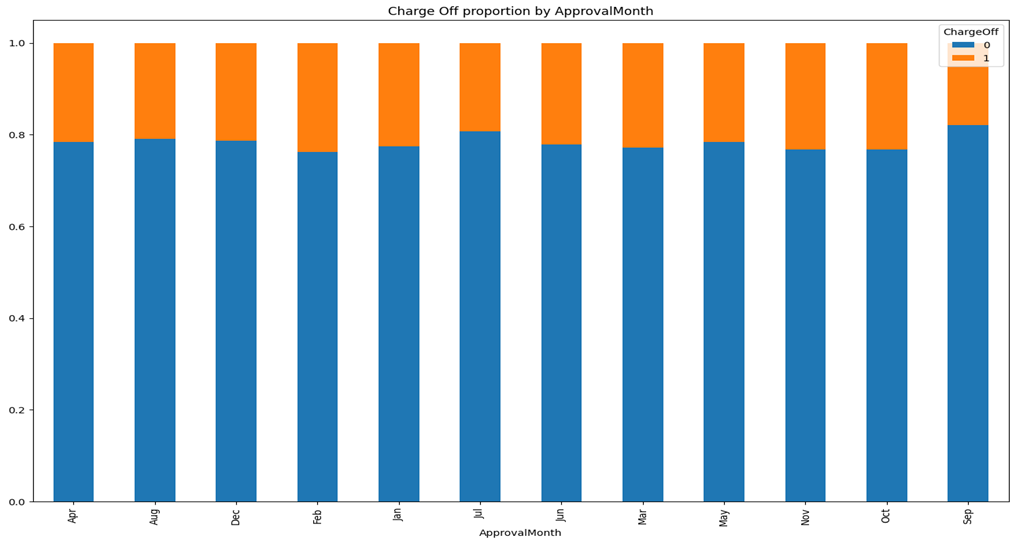 Charge Off proportion by ApprovalMonth
ChargeOff
0
1
1.0
0.8
0.6
0.4
0.2
0.0
Apr
Aug
Dec
Feb
Jan
Jul
Jun
Mar
May
Nov
Oct
Sep
ApprovalMonth